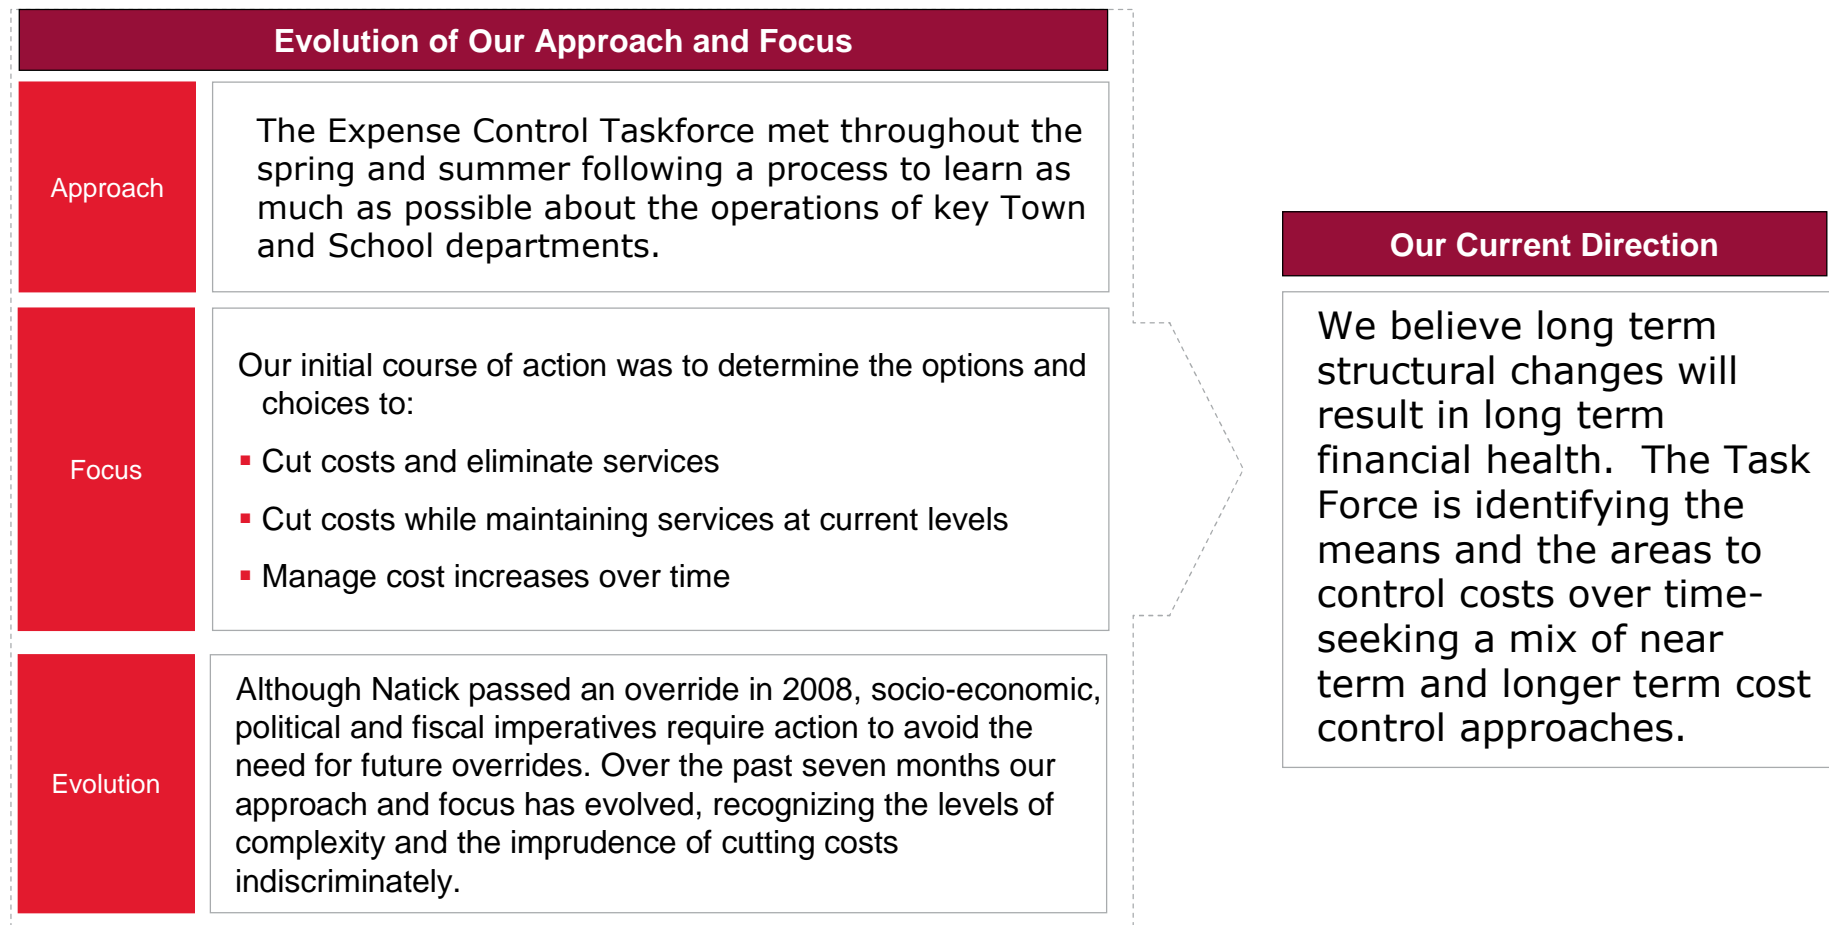 Evolution of Our Approach and Focus
Approach
The Expense Control Taskforce met throughout the
spring and summer following a process to learn as
much as possible about the operations of key Town
and School departments.
Focus
Our initial course of action was to determine the options and
choices to:
▪ Cut costs and eliminate services
▪ Cut costs while maintaining services at current levels
▪ Manage cost increases over time
Evolution
Although Natick passed an override in 2008, socio-economic,
political and fiscal imperatives require action to avoid the
need for future overrides. Over the past seven months our
approach and focus has evolved, recognizing the levels of
complexity and the imprudence of cutting costs
indiscriminately.
Our Current Direction
We believe long term
structural changes will
result in long term
financial health.  The Task
Force is identifying the
means and the areas to
control costs over time-
seeking a mix of near
term and longer term cost
control approaches.